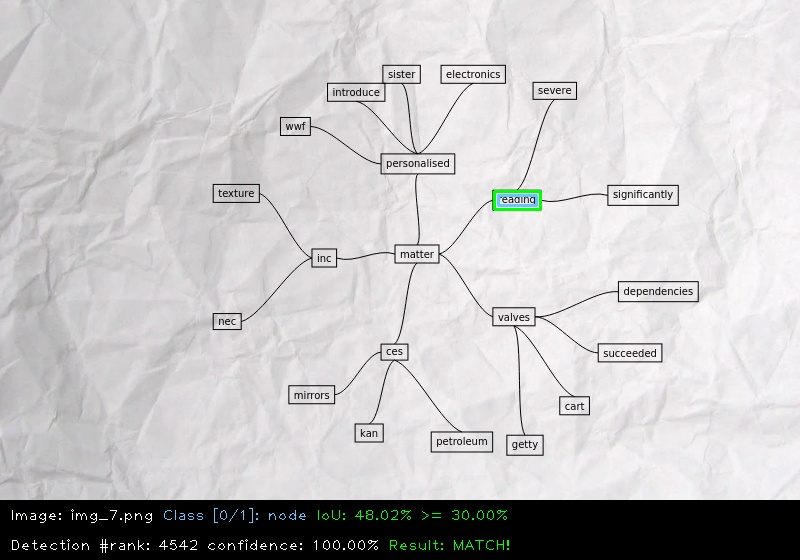 sister
electronics
introduce
severe
wwf
personalised
texture
reading
significantly
matter
inc
dependencies
nec
valves
ces
succeeded
mirrors
cart
kan
petroleum
getty
Image: img_7.png Class [0/1]: node IoU: 48.02% >= 30.00%
Detection #rank: 4542 confidence: 100.00% Result: MATCH!